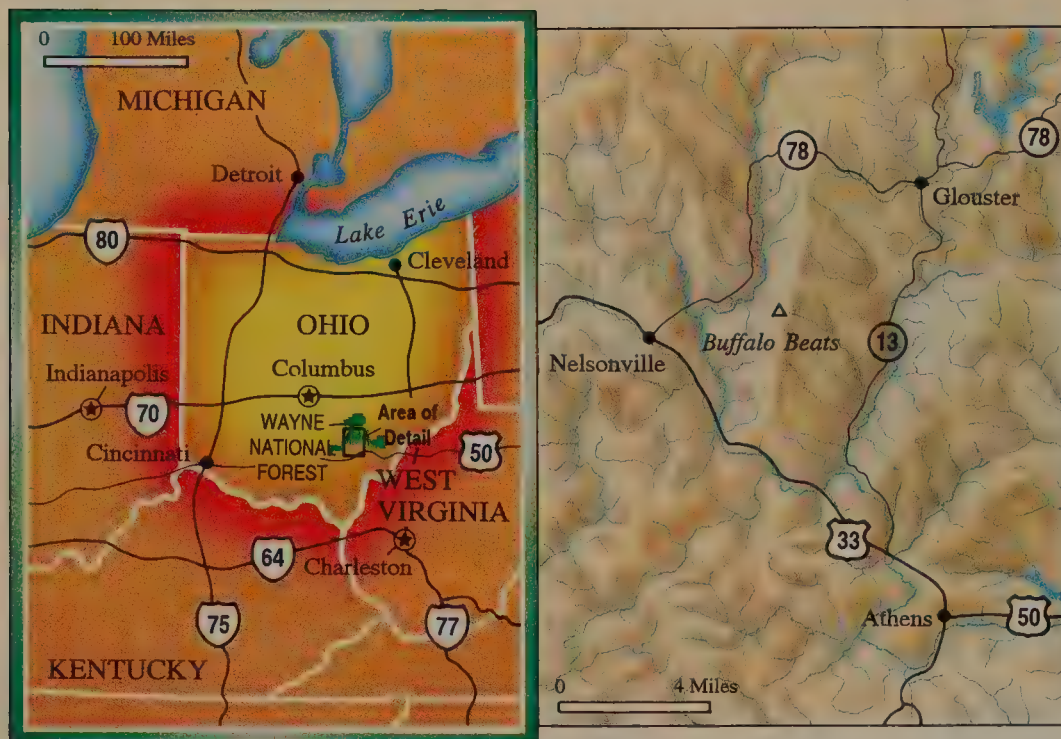 0 100 Miles
MICHIGAN
Detroit
Lake Erie
80
Cleveland
INDIANA
OHIO
Indianapolis
Columbus
70
WAYNE
NATIONAL
FOREST
Area of
Detail
Cincinnati
50
WEST
VIRGINIA
64
Charleston
75
77
KENTUCKY
78
78
Glouster
Buffalo Beats
13
Nelsonville
33
Athens
50
0 4 Miles